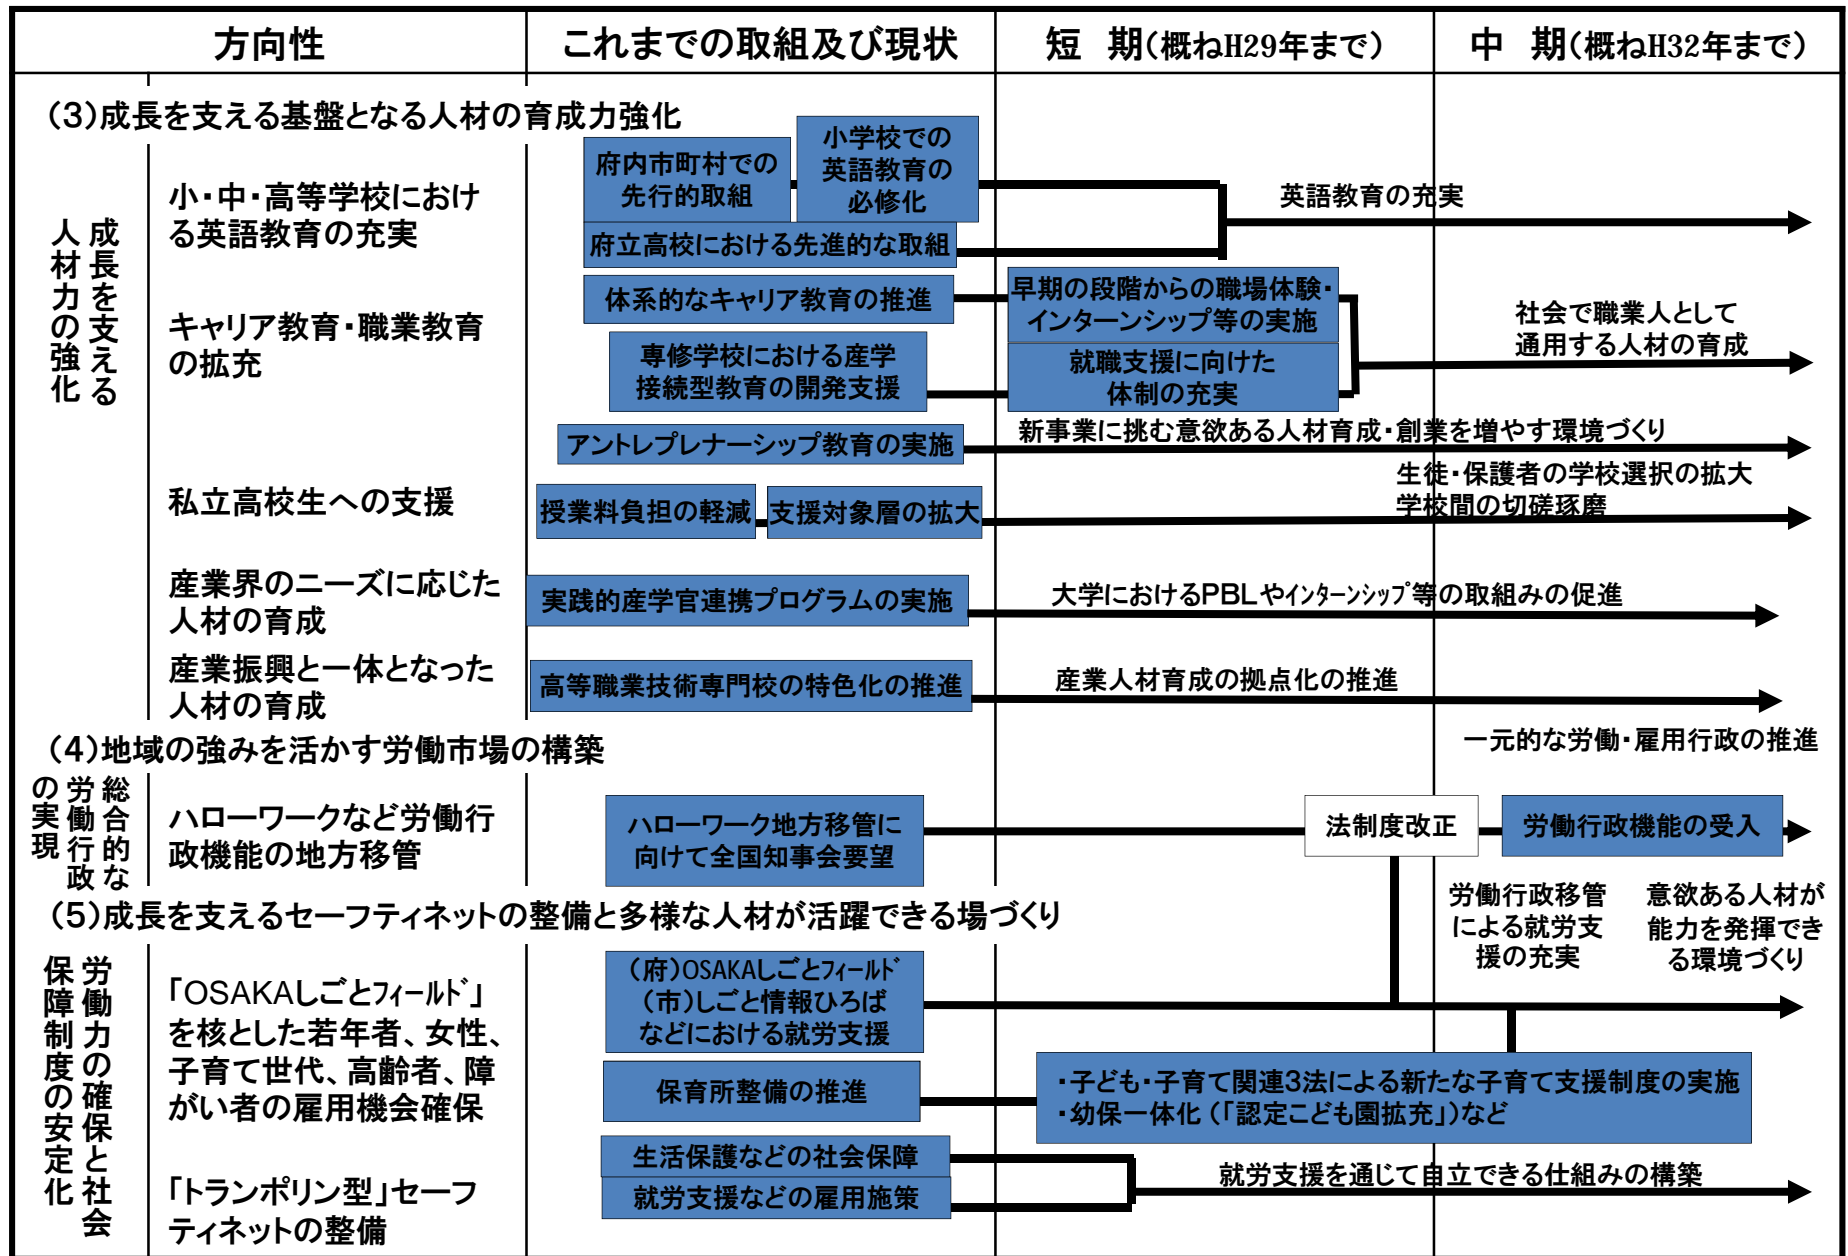 方向性
これまでの取組及び現状
短　期(概ねH29年まで)
中　期(概ねH32年まで)
(3)成長を支える基盤となる人材の育成力強化
成長を支える
人材力の強化
小・中・高等学校におけ
る英語教育の充実
府内市町村での
先行的取組
小学校での
英語教育の
必修化
府立高校における先進的な取組
英語教育の充実
キャリア教育・職業教育
の拡充
体系的なキャリア教育の推進
早期の段階からの職場体験・
インターンシップ等の実施
専修学校における産学
接続型教育の開発支援
就職支援に向けた
体制の充実
社会で職業人として
通用する人材の育成
アントレプレナーシップ教育の実施
新事業に挑む意欲ある人材育成・創業を増やす環境づくり
私立高校生への支援
授業料負担の軽減
支援対象層の拡大
生徒・保護者の学校選択の拡大
学校間の切磋琢磨
産業界のニーズに応じた
人材の育成
実践的産学官連携プログラムの実施
大学におけるPBLやｲﾝﾀｰﾝｼｯﾌﾟ等の取組みの促進
産業振興と一体となった
人材の育成
高等職業技術専門校の特色化の推進
産業人材育成の拠点化の推進
(4)地域の強みを活かす労働市場の構築
一元的な労働・雇用行政の推進
総合的な
労働行政
の実現
ハローワークなど労働行
政機能の地方移管
ハローワーク地方移管に
向けて全国知事会要望
法制度改正
労働行政機能の受入
労働行政移管
による就労支
援の充実
意欲ある人材が
能力を発揮でき
る環境づくり
(5)成長を支えるセーフティネットの整備と多様な人材が活躍できる場づくり
労働力の確保と社会
保障制度の安定化
「OSAKAしごとフィールド」
を核とした若年者、女性、
子育て世代、高齢者、障
がい者の雇用機会確保
(府)OSAKAしごとﾌｨｰﾙﾄﾞ
(市)しごと情報ひろば
などにおける就労支援
保育所整備の推進
・子ども・子育て関連3法による新たな子育て支援制度の実施
・幼保一体化(「認定こども園拡充」)など
「トランポリン型」セーフ
ティネットの整備
生活保護などの社会保障
就労支援などの雇用施策
就労支援を通じて自立できる仕組みの構築